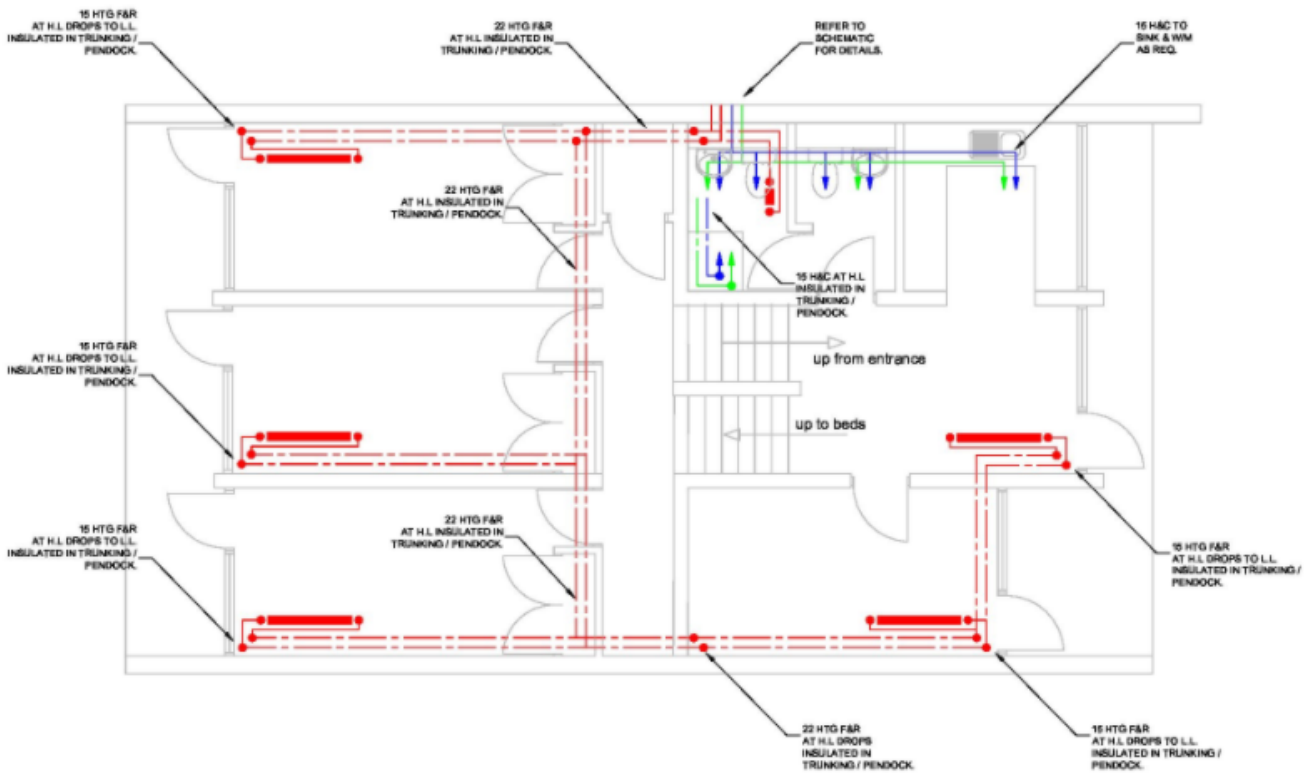 15 HTG F&R
AT H.L DROPS TO L.L.
INSULATED IN TRUNKING /
PENDOCK.
22 HTG F&R
AT H.L INSULATED IN
TRUNKING / PENDOCK.
REFER TO
SCHEMATIC
FOR DETAILS.
15 H&C TO
SINK & W/M
AS REQ.
22 HTG F&R
AT H.L INSULATED IN
TRUNKING / PENDOCK.
15 H&C AT H.L
INSULATED IN
TRUNKING /
PENDOCK.
15 HTG F&R
AT H.L DROPS TO L.L.
INSULATED IN TRUNKING /
PENDOCK.
up from entrance
up to beds
15 HTG F&R
AT H.L DROPS TO L.L.
INSULATED IN TRUNKING /
PENDOCK.
22 HTG F&R
AT H.L INSULATED IN
TRUNKING / PENDOCK.
15 HTG F&R
AT H.L DROPS TO L.L.
INSULATED IN TRUNKING /
PENDOCK.
22 HTG F&R
AT H.L DROPS
INSULATED IN
TRUNKING / PENDOCK.
15 HTG F&R
AT H.L DROPS TO L.L.
INSULATED IN TRUNKING /
PENDOCK.